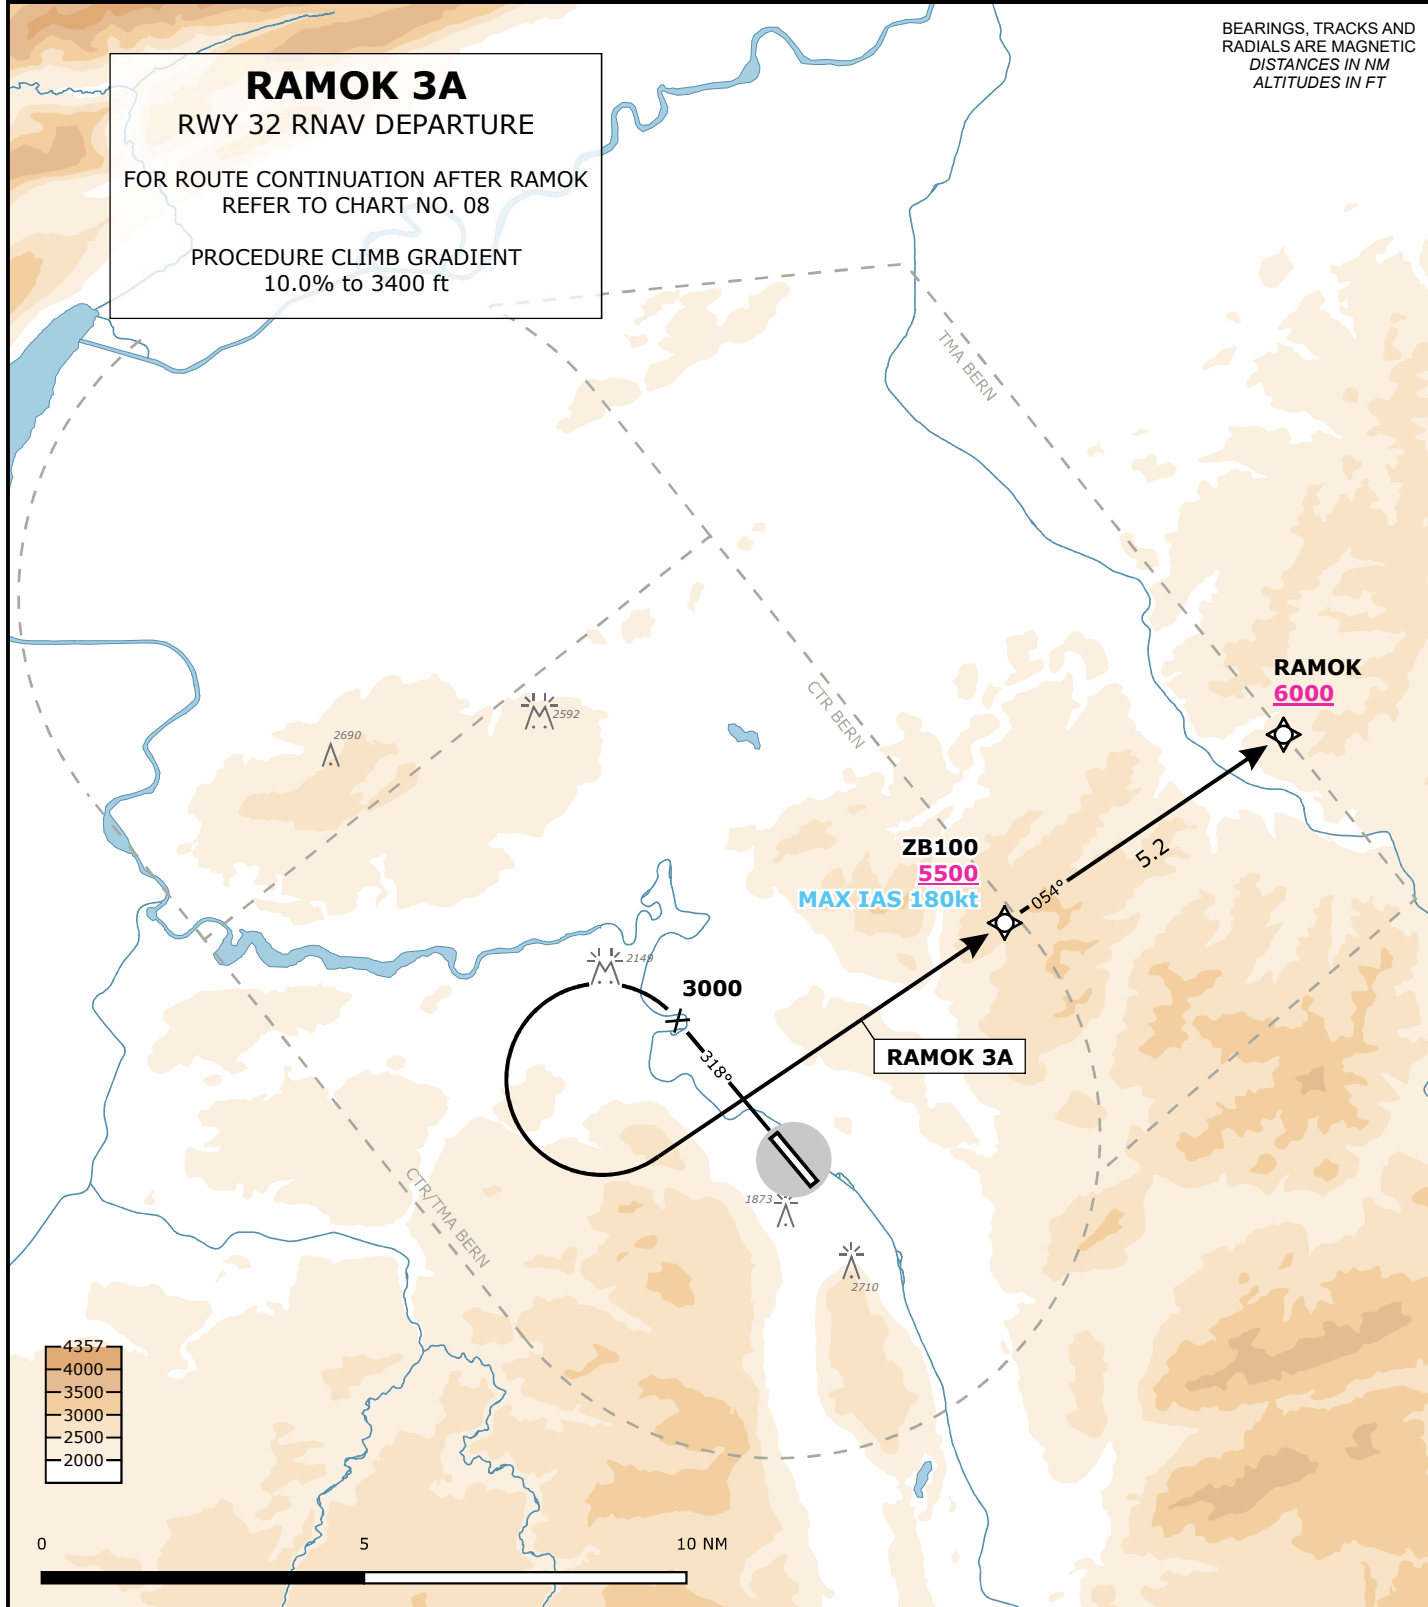 BEARINGS, TRACKS AND
RADIALS ARE MAGNETIC
DISTANCES IN NM
ALTITUDES IN FT
RAMOK 3A
RWY 32 RNAV DEPARTURE
FOR ROUTE CONTINUATION AFTER RAMOK
REFER TO CHART NO. 08
PROCEDURE CLIMB GRADIENT
10.0% to 3400 ft
TMA BERN
RAMOK
6000
CTR BERN
2592
2690
ZB100
5500
MAX IAS 180kt
5.2
054°
2149
3000
318°
RAMOK 3A
CTR/TMA BERN
1873
2710
4357
4000
3500
3000
2500
2000
0 5 10 NM